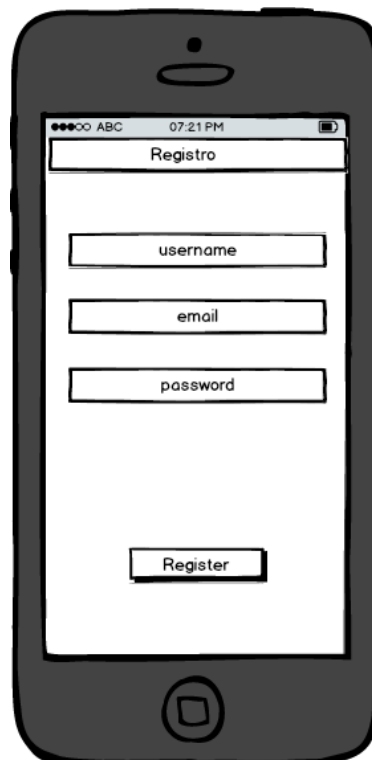 ABC 07:21 PM
Registro
username
email
password
Register